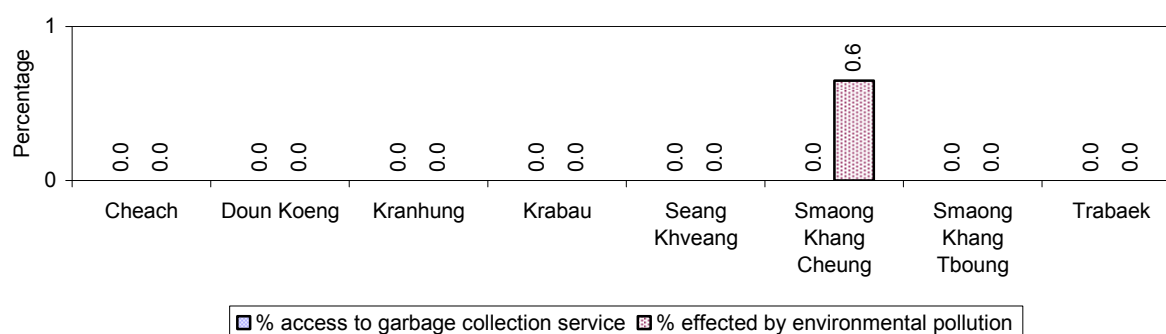 1
Percentage
0
0.0 0.0 0.0 0.0 0.0 0.0 0.0 0.0 0.0 0.0 0.0 0.6 0.0 0.0 0.0 0.0
Cheach Doun Koeng Kranhung Krabau Seang Smaong Smaong Trabaek
Khveang Khang Khang
Cheung Tboung
% access to garbage collection service % effected by environmental pollution